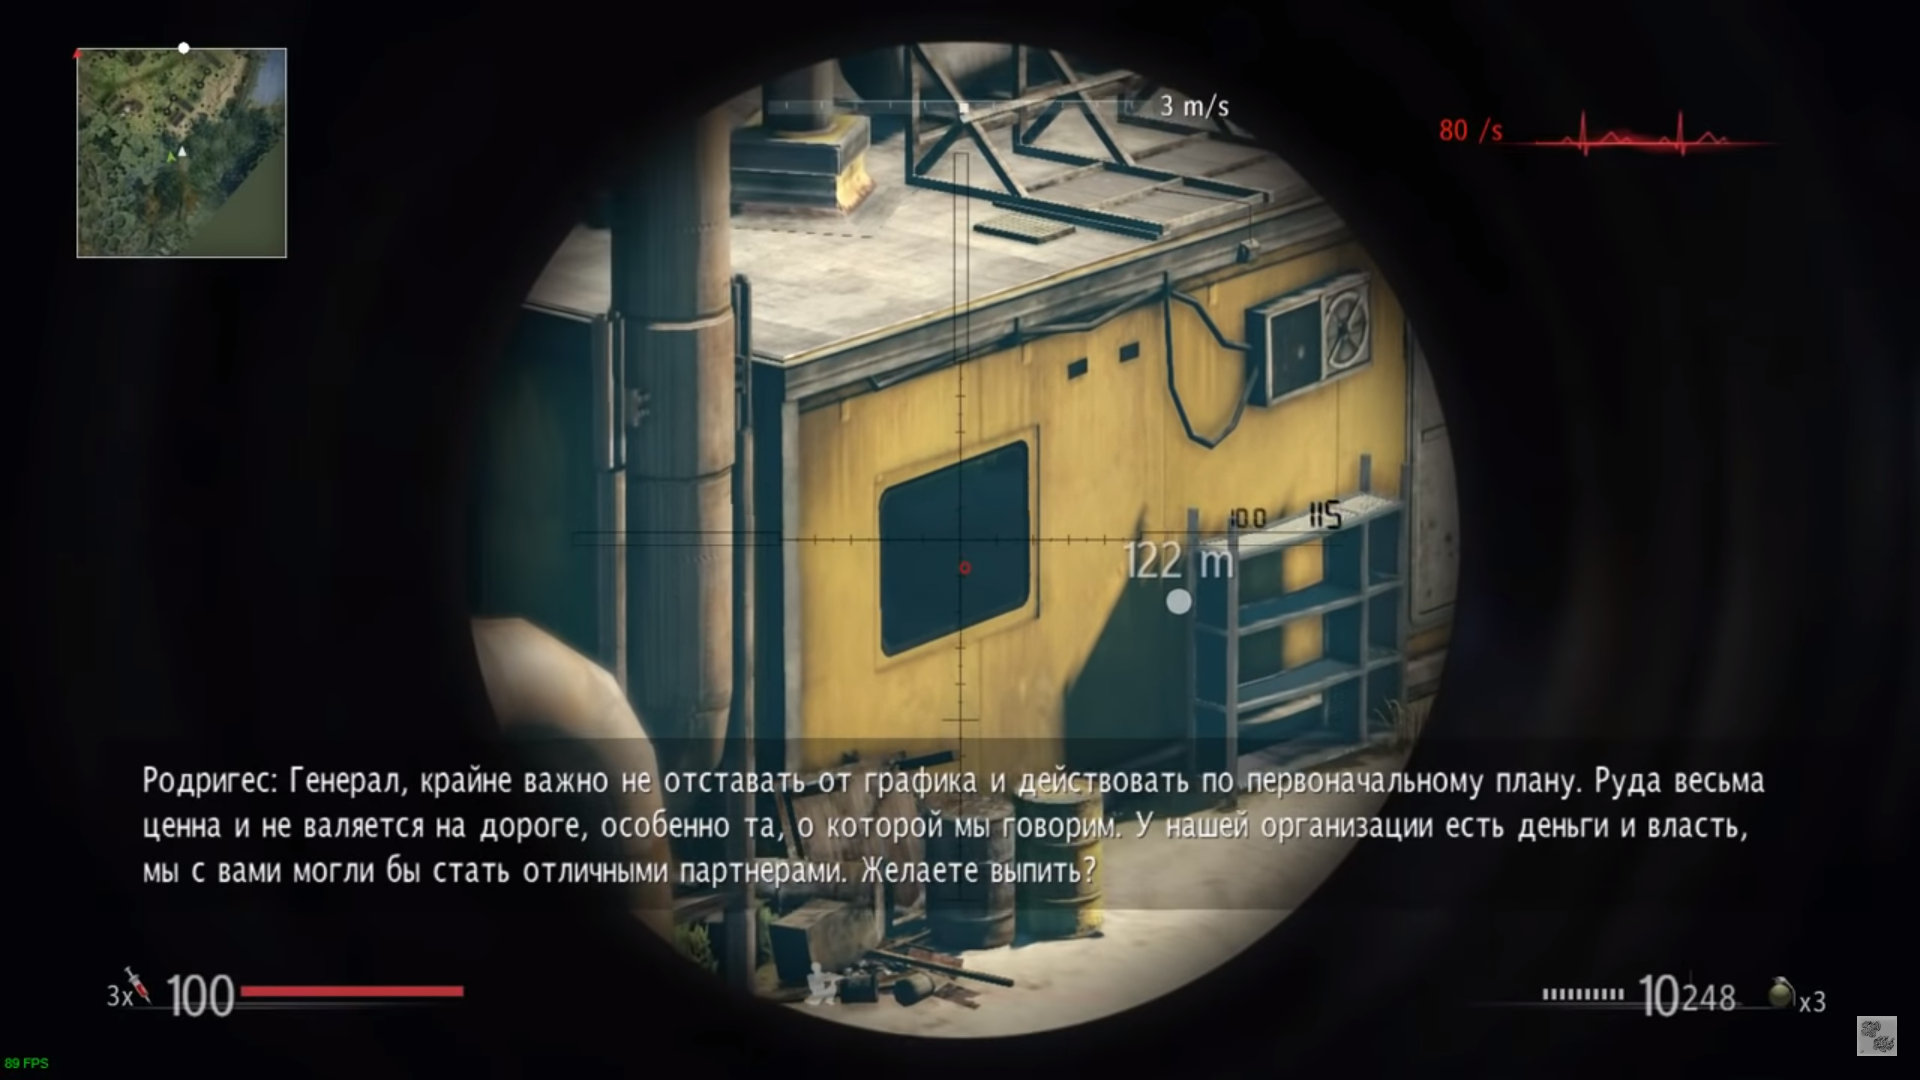 3 m/s
80 /s
10.0 115
122 m
Родригес: Генерал, крайне важно не отставать от графика и действовать по первоначальному плану. Руда весьма
ценна и не валяется на дороге, особенно та, о которой мы говорим. У нашей организации есть деньги и власть,
мы с вами могли бы стать отличными партнерами. Желаете выпить?
3x 100
10 248 x3
89 FPS